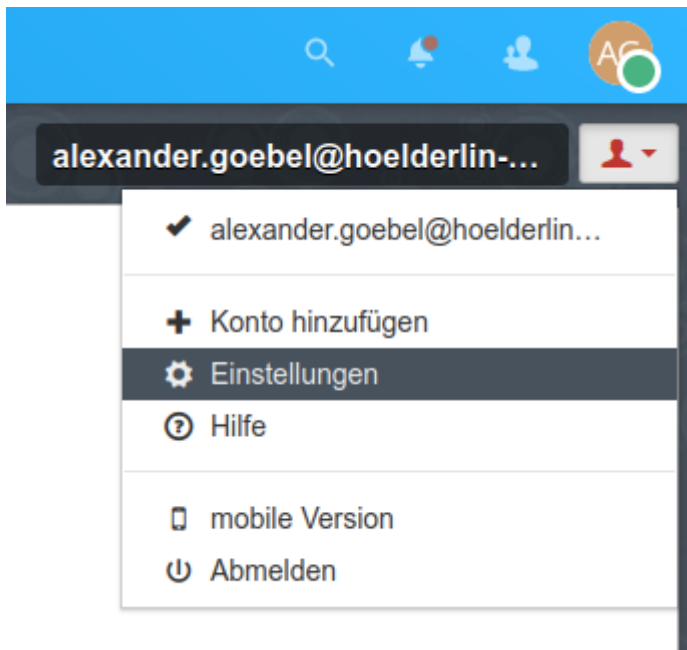 AG
alexander.goebel@hoelderlin-...
alexander.goebel@hoelderlin...
Konto hinzufügen
Einstellungen
Hilfe
mobile Version
Abmelden